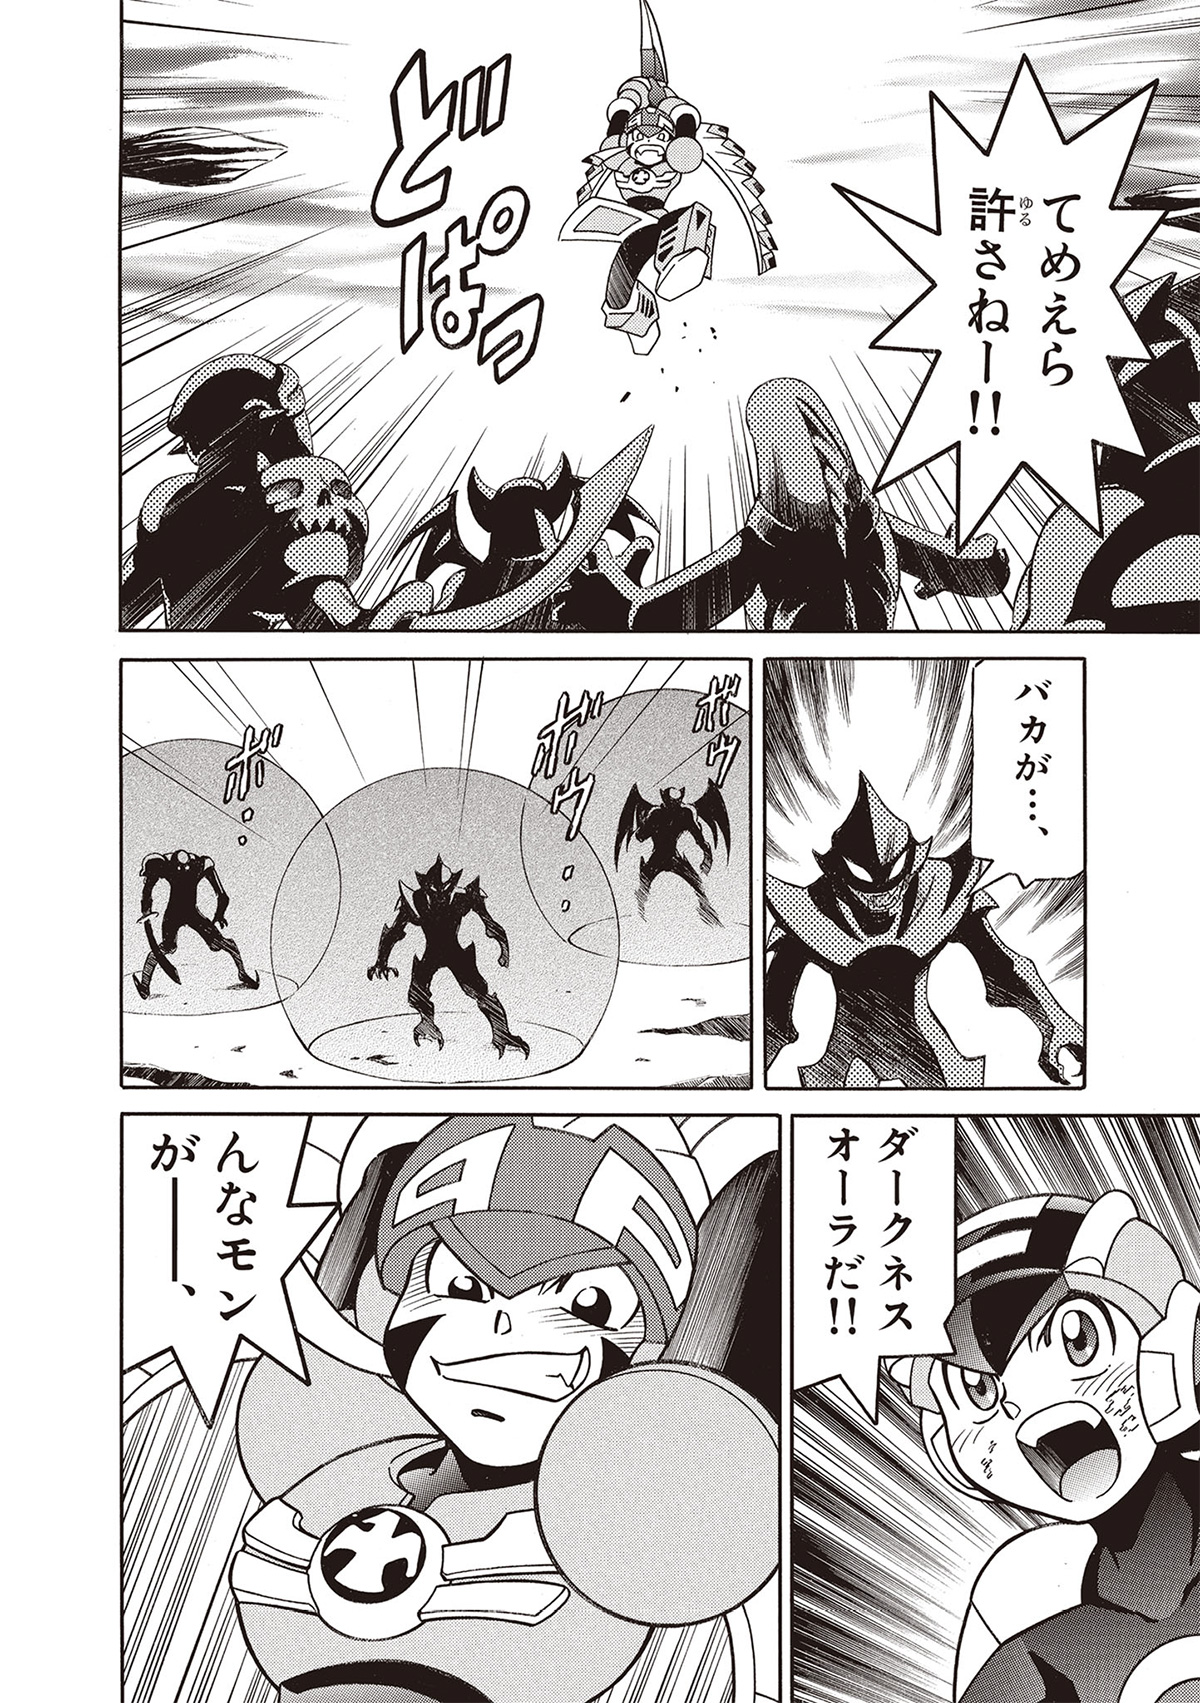 てめえら
許さねー!!
ゆる
どぱっ
バカが…、
ボウ…
ボウ…
ボ…
ダークネス
オーラだ!!
んなモン
が――、